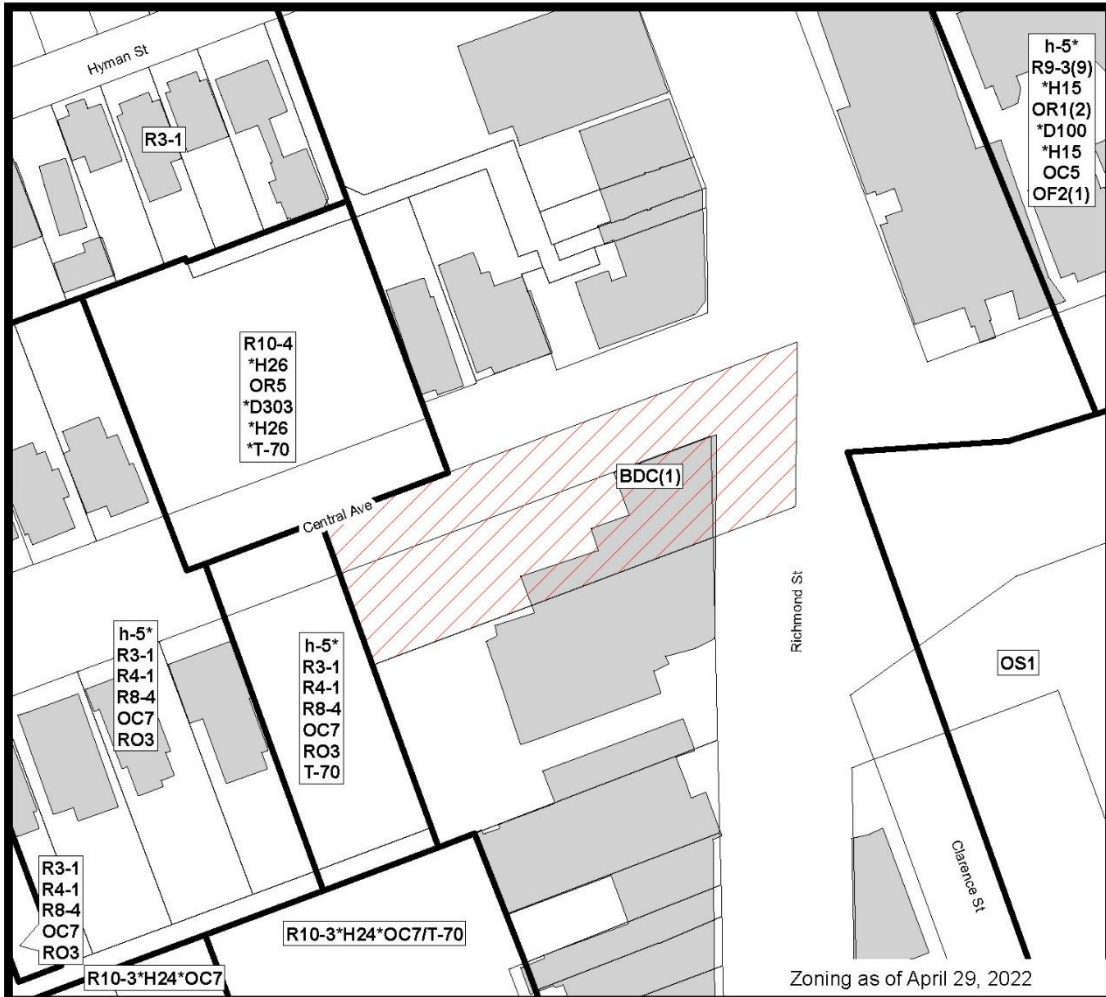 Hyman St
R3-1
h-5*
R9-3(9)
*H15
OR1(2)
*D100
*H15
OC5
OF2(1)
R10-4
*H26
OR5
*D303
*H26
*T-70
BDC(1)
Central Ave
Richmond St
h-5*
R3-1
R4-1
R8-4
OC7
RO3
h-5*
R3-1
R4-1
R8-4
OC7
RO3
T-70
OS1
Clarence St
R3-1
R4-1
R8-4
OC7
RO3
R10-3*H24*OC7/T-70
R10-3*H24*OC7
Zoning as of April 29, 2022